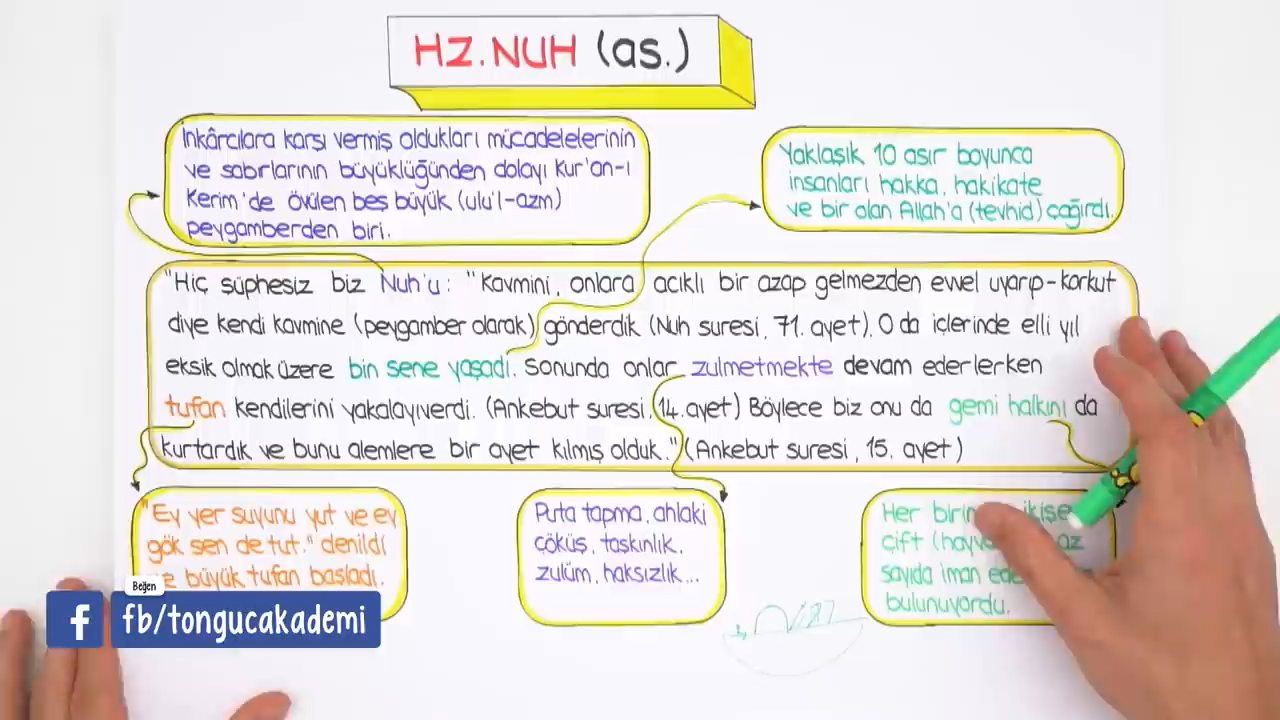 HZ.NUH (as.)
İnkârcılara karşı vermiş oldukları mücadelelerinin
ve sabırlarının büyüklüğünden dolayı Kur'an-ı
Kerim'de övülen beş büyük (ulu'l-azm)
peygamberden biri.
Yaklaşık 10 asır boyunca
insanları hakka, hakikate
ve bir olan Allah'a (tevhid) çağırdı.
"Hiç şüphesiz biz Nuh'u: "Kavmini, onlara acıklı bir azap gelmezden evvel uyarıp-korkut
diye kendi kavmine (peygamber olarak) gönderdik (Nuh suresi, 71. ayet). O da içlerinde elli yıl
eksik olmak üzere bin sene yaşadı. Sonunda onlar zulmetmekte devam ederlerken
tufan kendilerini yakalayıverdi. (Ankebut suresi, 14. ayet) Böylece biz onu da gemi halkını da
kurtardık ve bunu alemlere bir ayet kılmış olduk." (Ankebut suresi, 15. ayet)
"Ey yer suyunu yut ve ey
gök sen de tut." denildi
büyük tufan başladı.
Puta tapma, ahlaki
çöküş, taşkınlık,
zulüm, haksızlık...
Her
çift az
sayıda iman
bulunuyordu.
Beğen
fb/tongucakademi